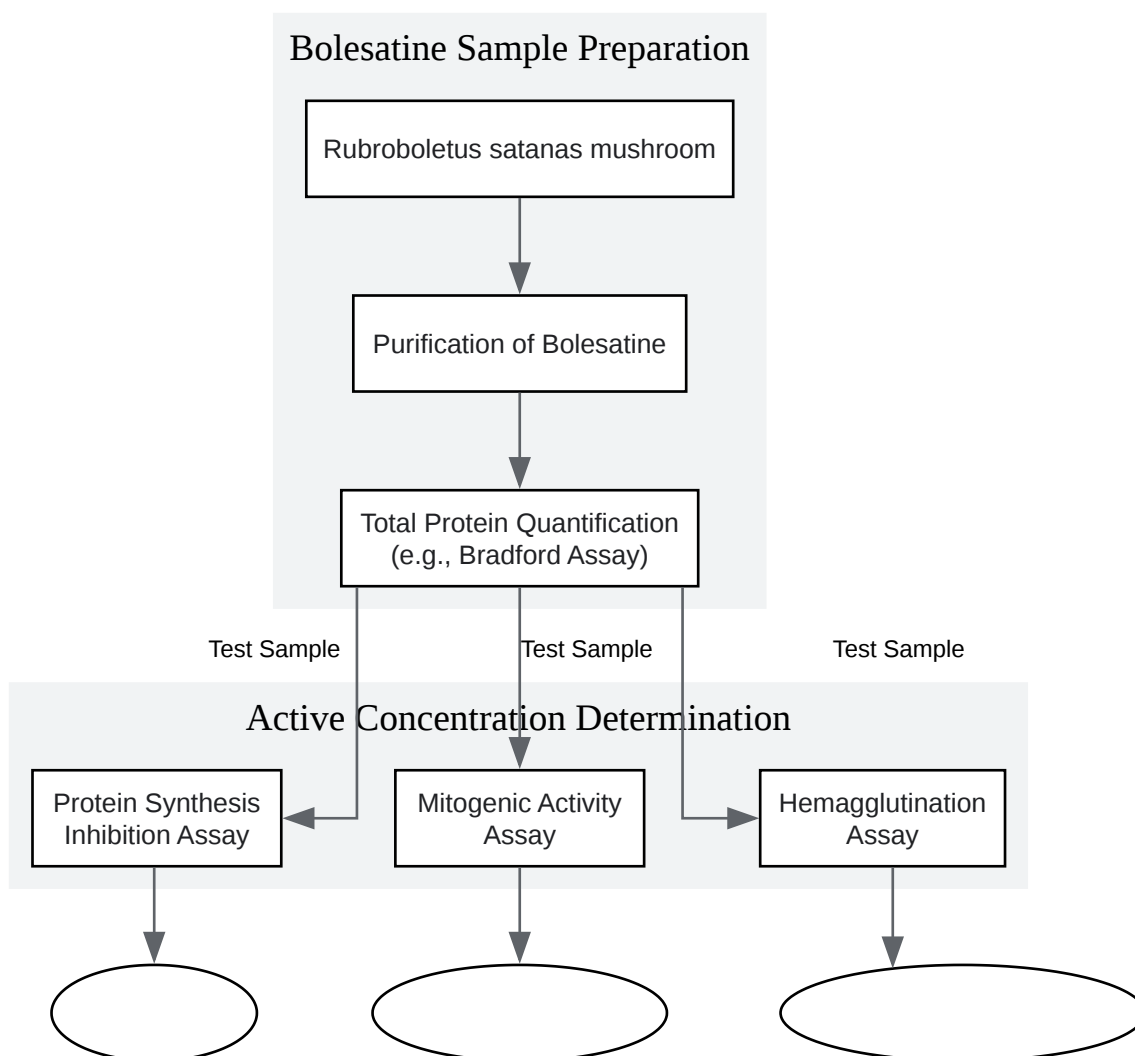 Bolesatine Sample Preparation
Rubroboletus satanas mushroom
Purification of Bolesatine
Total Protein Quantification
(e.g., Bradford Assay)
Test Sample
Test Sample
Test Sample
Active Concentration Determination
Protein Synthesis
Inhibition Assay
Mitogenic Activity
Assay
Hemagglutination
Assay